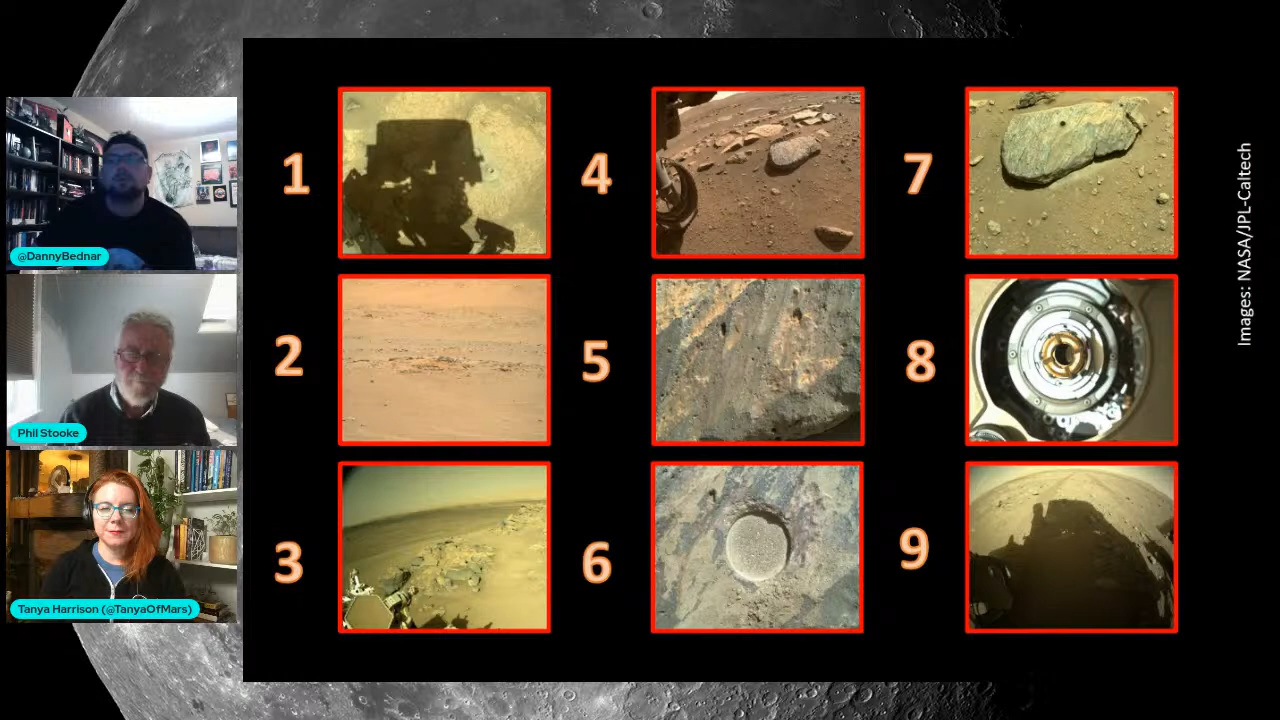 @DannyBednar
Phil Stooke
Tanya Harrison (@TanyaOfMars)
1
2
3
4
5
6
7
8
9
Images: NASA/JPL-Caltech